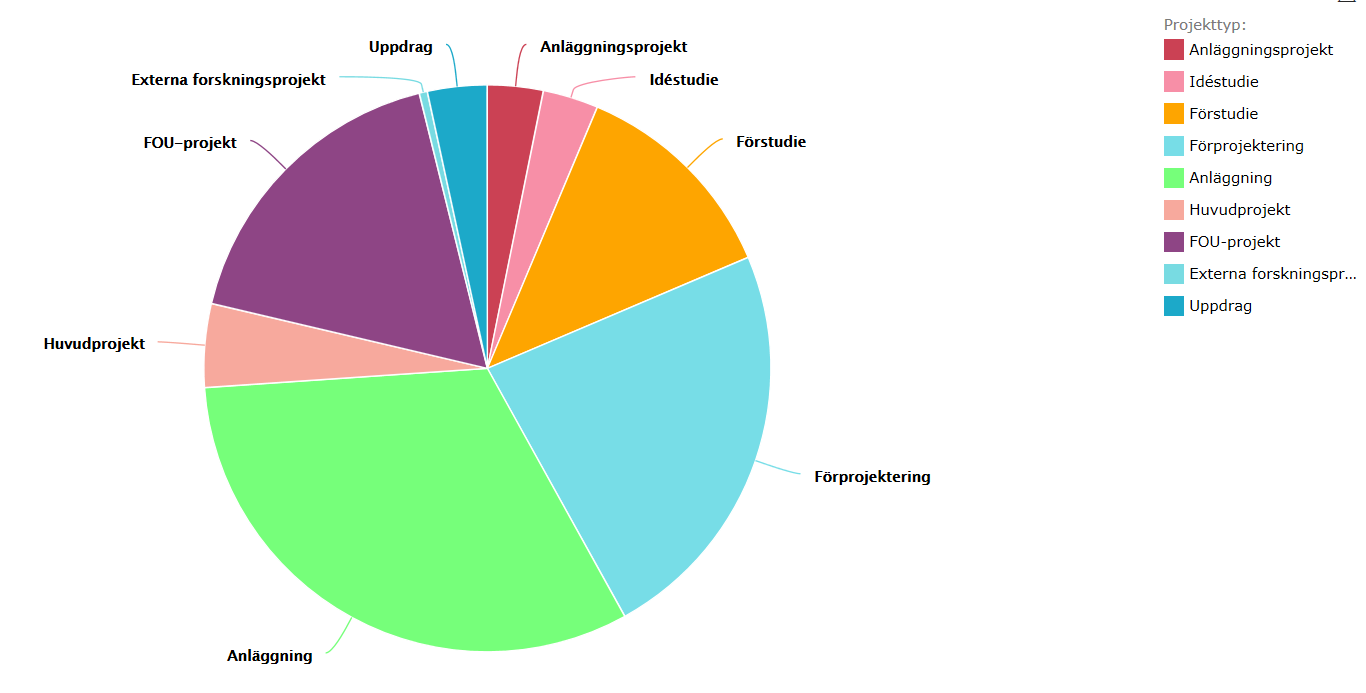 Uppdrag
Anläggningsprojekt
Externa forskningsprojekt
Idéstudie
FOU-projekt
Förstudie
Huvudprojekt
Förprojektering
Anläggning
Projekttyp:
Anläggningsprojekt
Idéstudie
Förstudie
Förprojektering
Anläggning
Huvudprojekt
FOU-projekt
Externa forskningspr...
Uppdrag